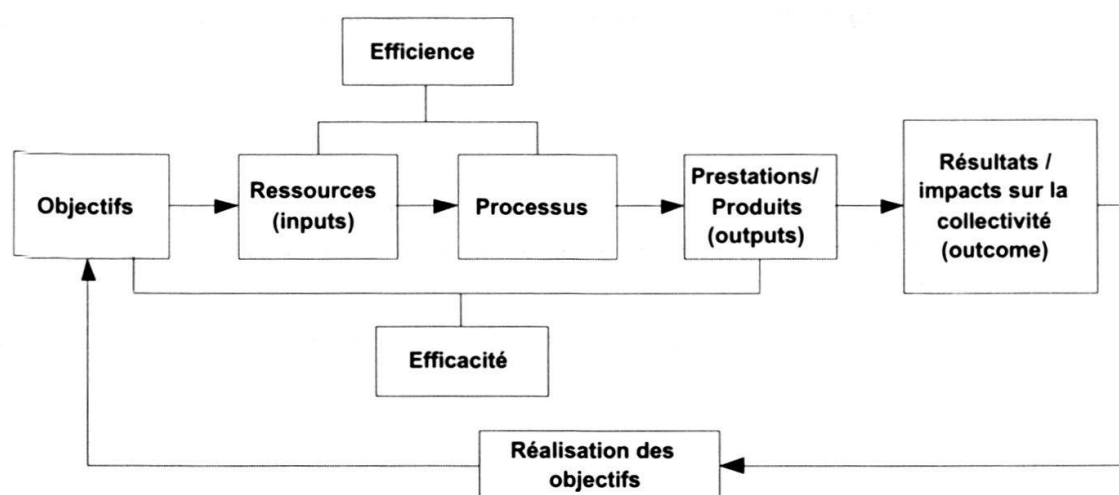 Efficience
Objectifs
Ressources
(inputs)
Processus
Prestations/
Produits
(outputs)
Résultats /
impacts sur la
collectivité
(outcome)
Efficacité
Réalisation des
objectifs